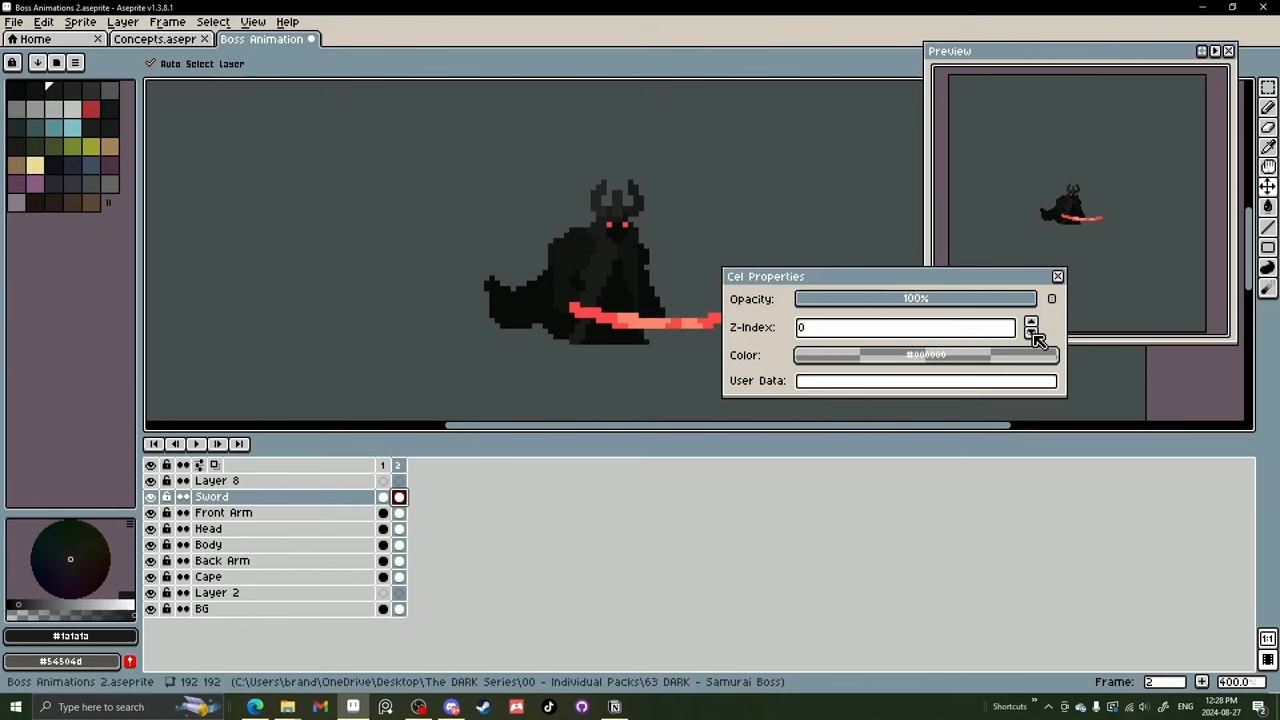 Boss Animations 2.aseprite - Aseprite v1.3.8.1
File Edit Sprite Layer Frame Select View Help
Home Concepts.asepr Boss Animation
Auto Select Layer
Preview
Cel Properties
Opacity: 100%
Z-Index: 0
Color: #000000
User Data:
1 2
Layer 8
Sword
Front Arm
Head
Body
Back Arm
Cape
Layer 2
BG
#1a1a1a
#54504d
1:1
Boss Animations 2.aseprite 192 192 (C:\Users\brand\OneDrive\Desktop\The DARK Series\00 - Individual Packs\63 DARK - Samurai Boss) Frame: 2 400.0%
Type here to search
Shortcuts
12:28 PM
2024-08-27